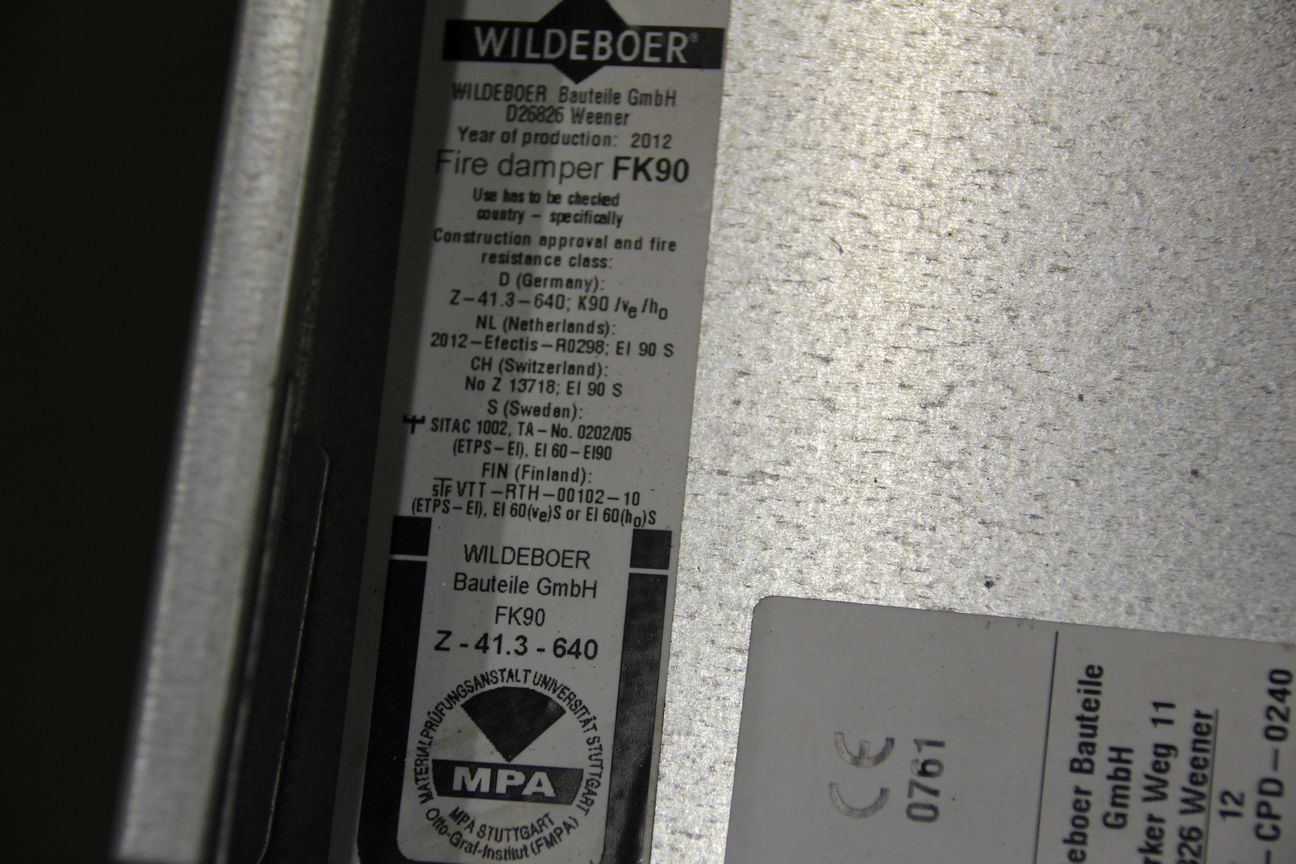 WILDEBOER®
WILDEBOER Bauteile GmbH
D26826 Weener
Year of production: 2012
Fire damper FK90
Use has to be checked
country – specifically
Construction approval and fire
resistance class:
D (Germany):
Z–41.3–640; K90 /ve/ho
NL (Netherlands):
2012–Efectis–R0298; EI 90 S
CH (Switzerland):
No Z 13718; EI 90 S
S (Sweden):
SITAC 1002, TA – No. 0202/05
(ETPS–EI), EI 60–EI90
FIN (Finland):
STF VTT–RTH–00102–10
(ETPS–EI), EI 60(ve)S or EI 60(ho)S
WILDEBOER
Bauteile GmbH
FK90
Z - 41.3 - 640
MATERIALPRÜFUNGSANSTALT UNIVERSITÄT STUTTGART
MPA
MPA STUTTGART
Otto-Graf-Institut (FMPA)
CE
0761
eboer Bauteile
GmbH
rker Weg 11
826 Weener
12
- CPD–0240